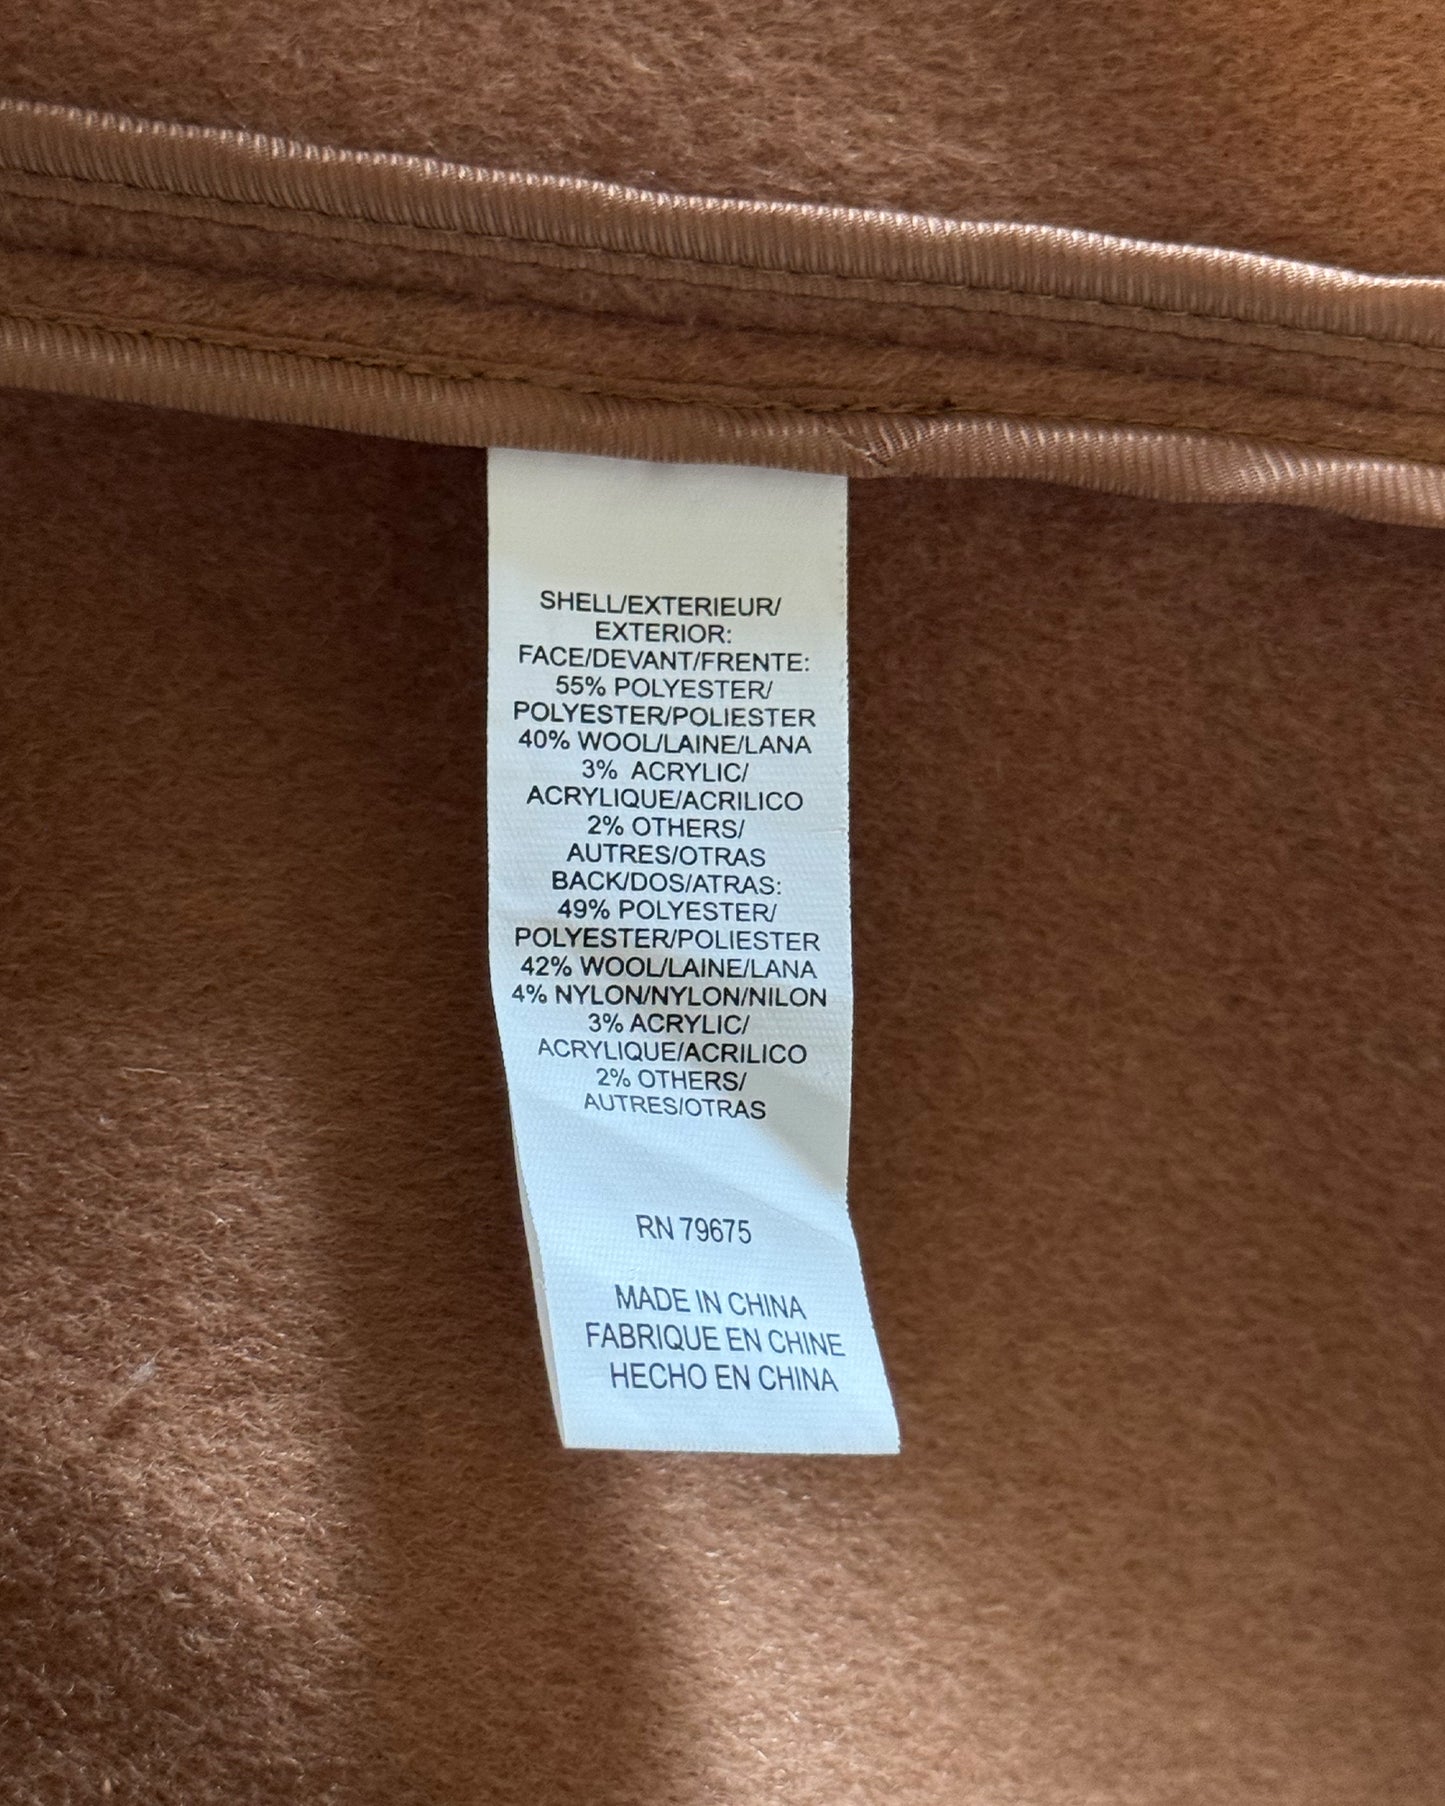 SHELL/EXTERIEUR/
EXTERIOR:
FACE/DEVANT/FRENTE:
55% POLYESTER/
POLYESTER/POLIESTER
40% WOOL/LAINE/LANA
3% ACRYLIC/
ACRYLIQUE/ACRILICO
2% OTHERS/
AUTRES/OTRAS
BACK/DOS/ATRAS:
49% POLYESTER/
POLYESTER/POLIESTER
42% WOOL/LAINE/LANA
4% NYLON/NYLON/NILON
3% ACRYLIC/
ACRYLIQUE/ACRILICO
2% OTHERS/
AUTRES/OTRAS
RN 79675
MADE IN CHINA
FABRIQUE EN CHINE
HECHO EN CHINA